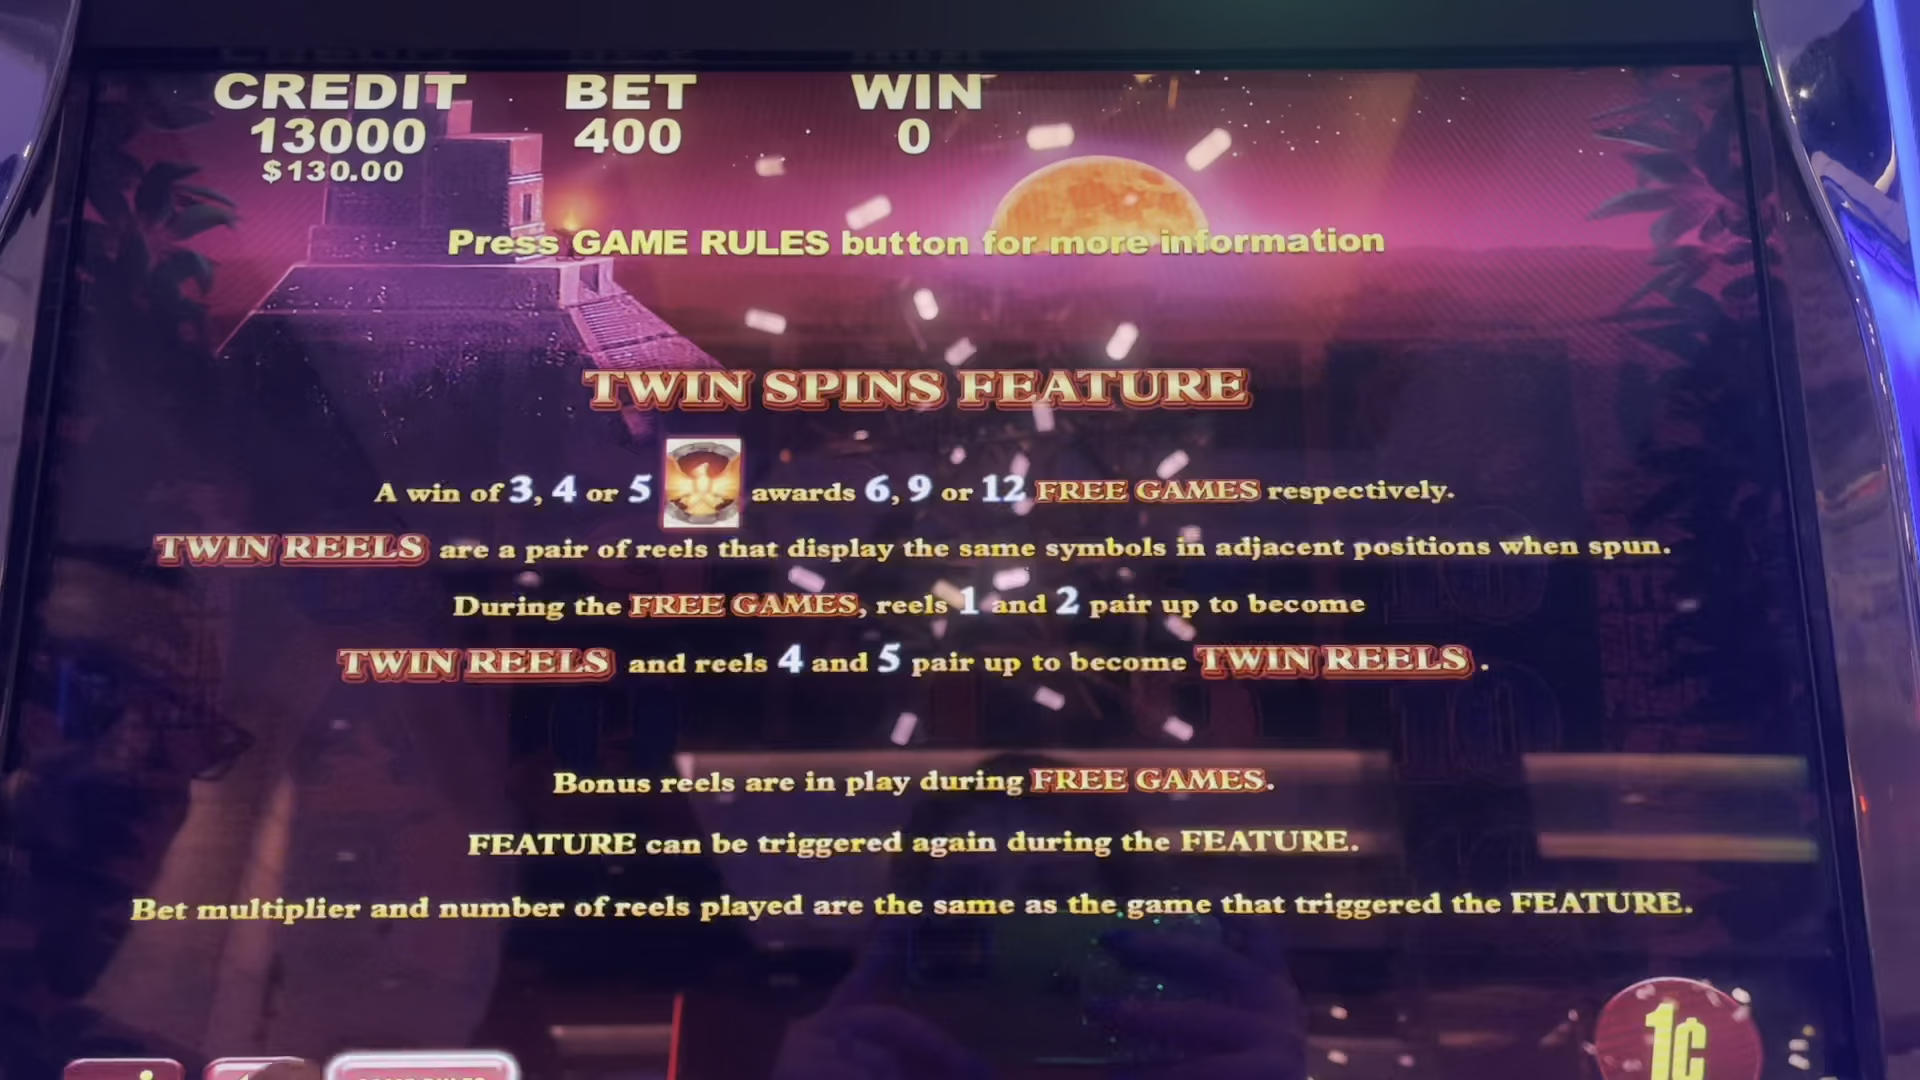 CREDIT BET WIN
13000 400 0
$130.00
Press GAME RULES button for more information
TWIN SPINS FEATURE
A win of 3, 4 or 5 awards 6, 9 or 12 FREE GAMES respectively.
TWIN REELS are a pair of reels that display the same symbols in adjacent positions when spun.
During the FREE GAMES, reels 1 and 2 pair up to become
TWIN REELS and reels 4 and 5 pair up to become TWIN REELS .
Bonus reels are in play during FREE GAMES.
FEATURE can be triggered again during the FEATURE.
Bet multiplier and number of reels played are the same as the game that triggered the FEATURE.
1¢